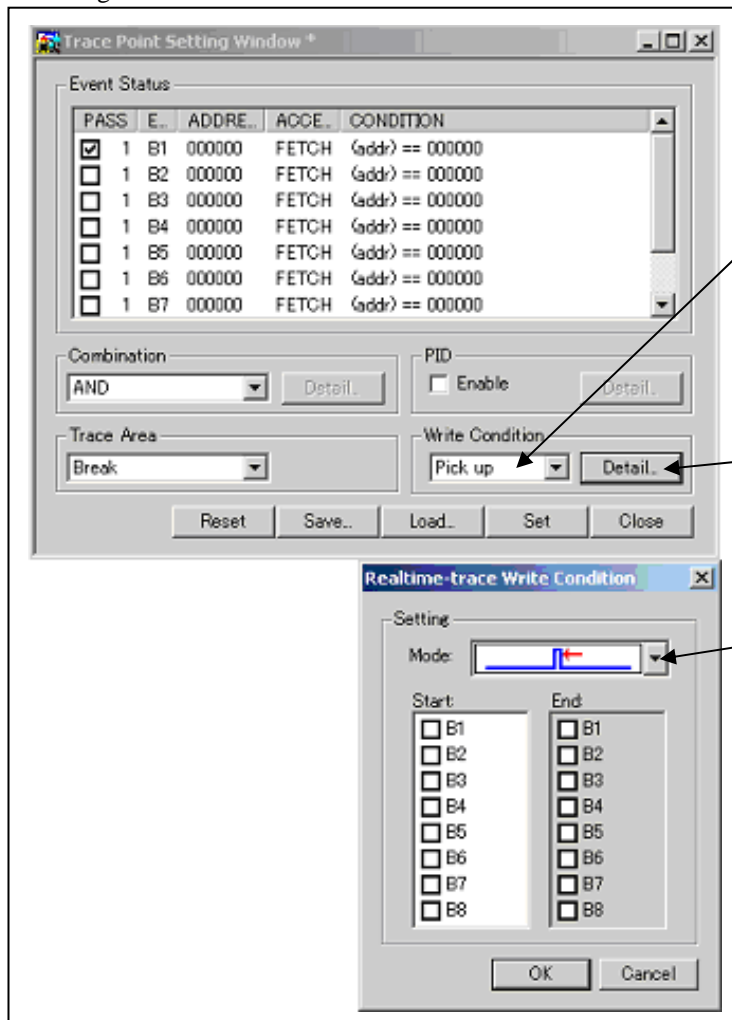 Trace Point Setting Window *
Event Status
PASS E.. ADDRE.. ACCE.. CONDITION
1 B1 000000 FETCH (addr) == 000000
1 B2 000000 FETCH (addr) == 000000
1 B3 000000 FETCH (addr) == 000000
1 B4 000000 FETCH (addr) == 000000
1 B5 000000 FETCH (addr) == 000000
1 B6 000000 FETCH (addr) == 000000
1 B7 000000 FETCH (addr) == 000000
Combination
AND Detail..
PID
Enable Detail..
Trace Area
Break
Write Condition
Pick up Detail..
Reset Save... Load... Set Close
Realtime-trace Write Condition
Setting
Mode:
Start: End:
B1 B1
B2 B2
B3 B3
B4 B4
B5 B5
B6 B6
B7 B7
B8 B8
OK Cancel